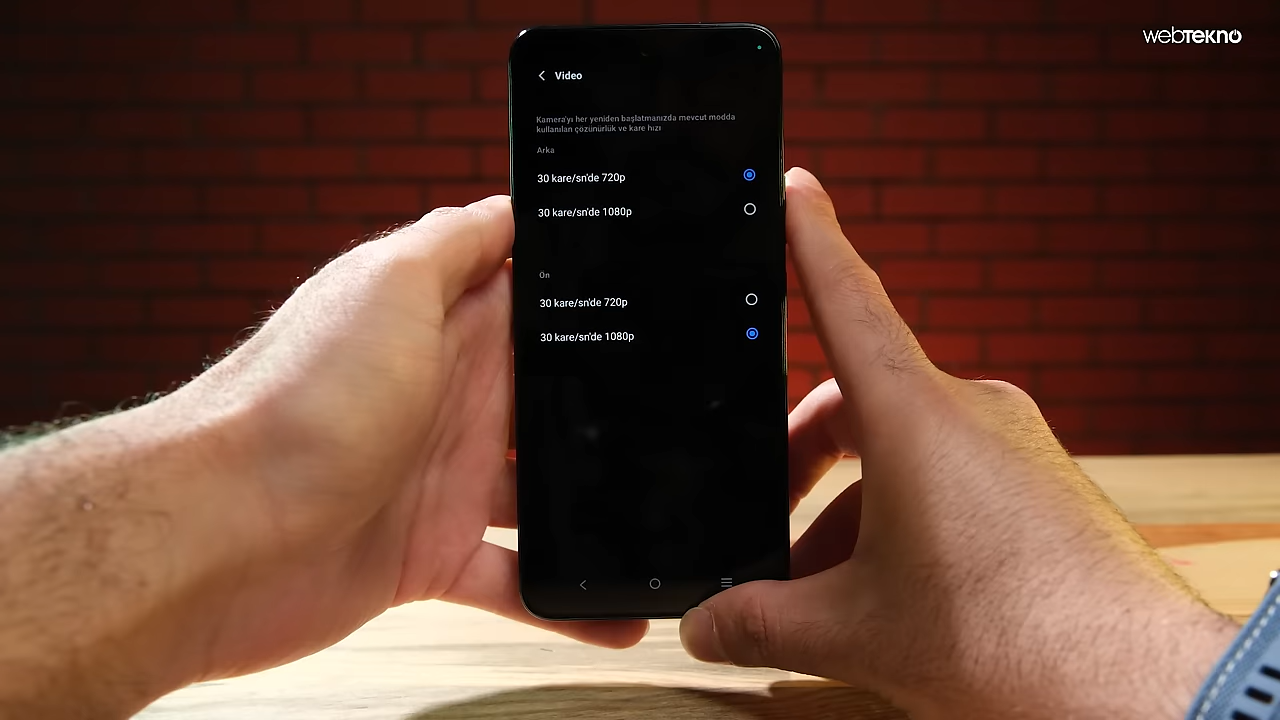 webtekno
Video
Kamera'yı her yeniden başlatmanızda mevcut modda
kullanılan çözünürlük ve kare hızı
Arka
30 kare/sn'de 720p
30 kare/sn'de 1080p
Ön
30 kare/sn'de 720p
30 kare/sn'de 1080p